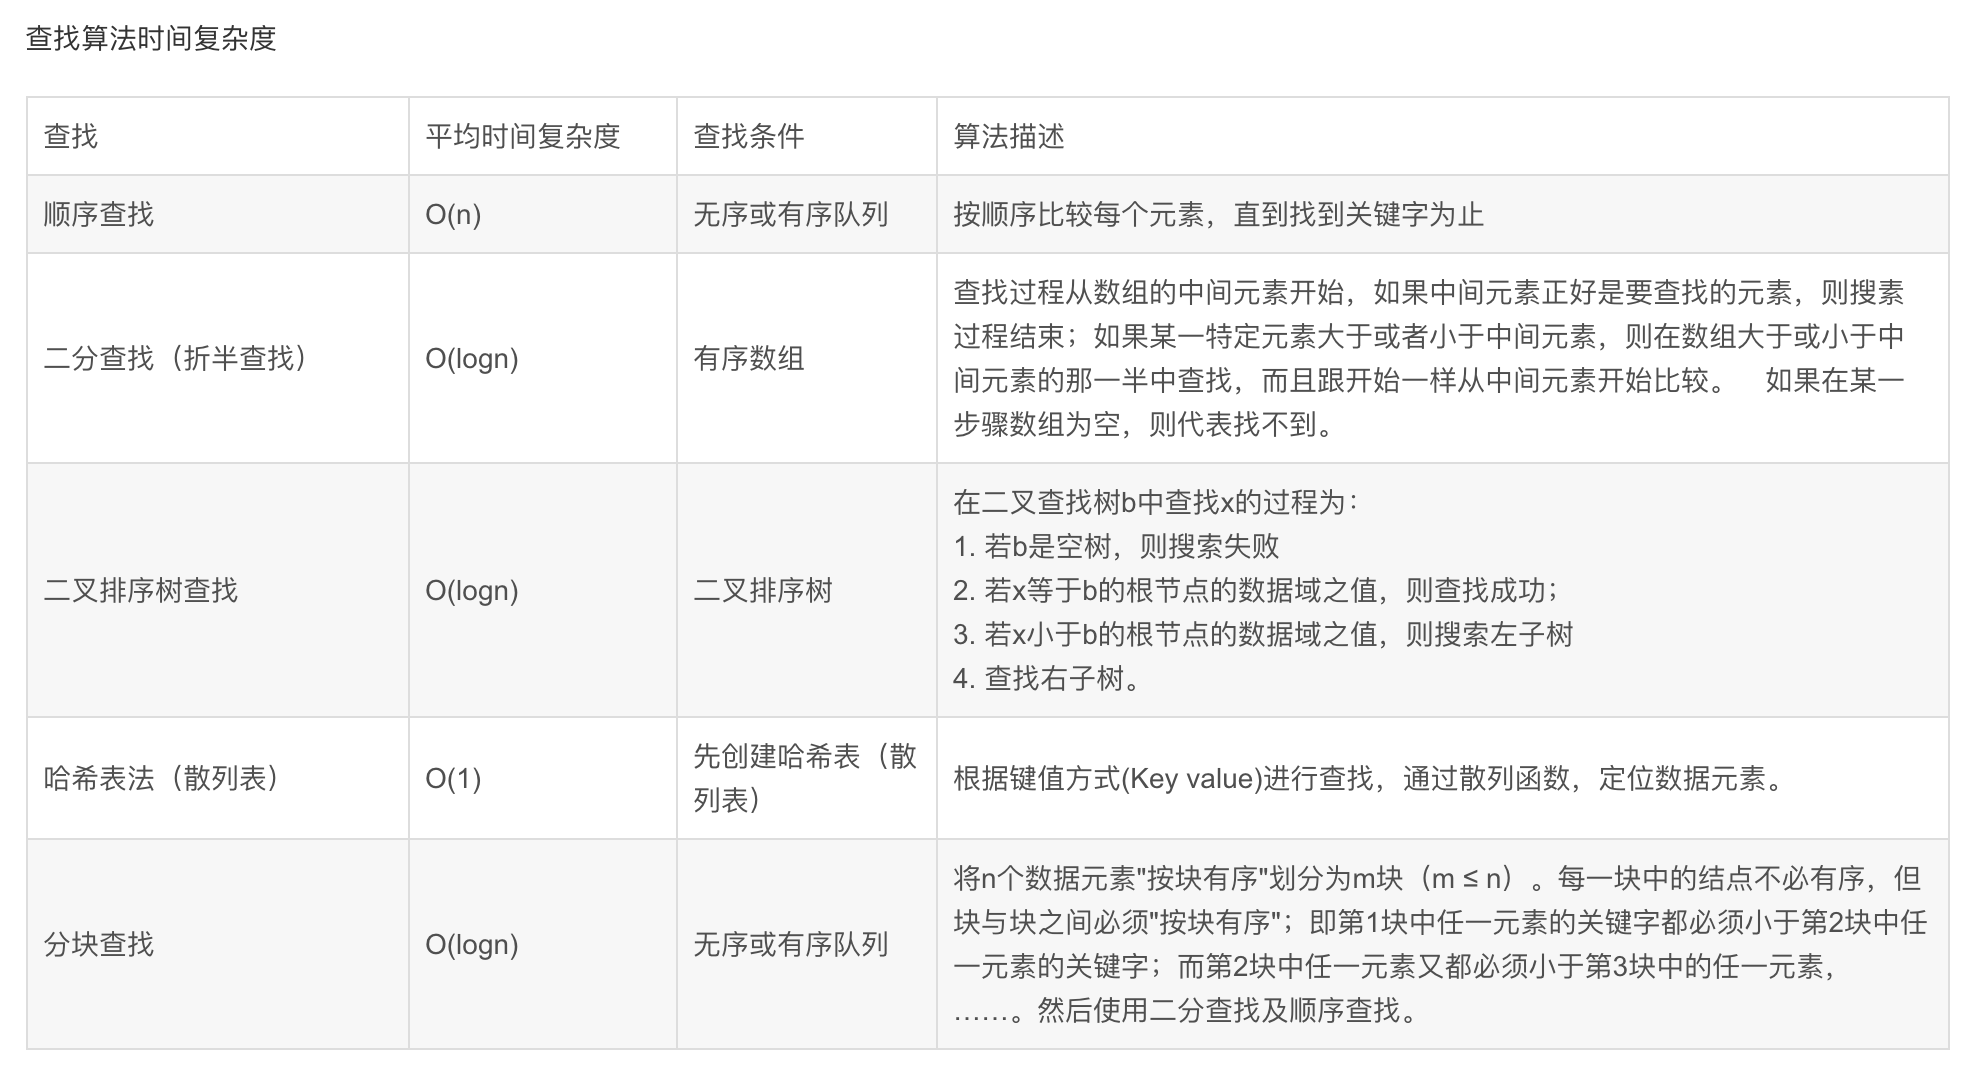 查找算法时间复杂度
查找
平均时间复杂度
查找条件
算法描述
顺序查找
O(n)
无序或有序队列
按顺序比较每个元素，直到找到关键字为止
二分查找（折半查找）
O(logn)
有序数组
查找过程从数组的中间元素开始，如果中间元素正好是要查找的元素，则搜素
过程结束；如果某一特定元素大于或者小于中间元素，则在数组大于或小于中
间元素的那一半中查找，而且跟开始一样从中间元素开始比较。 如果在某一
步骤数组为空，则代表找不到。
二叉排序树查找
O(logn)
二叉排序树
在二叉查找树b中查找x的过程为：
1. 若b是空树，则搜索失败
2. 若x等于b的根节点的数据域之值，则查找成功；
3. 若x小于b的根节点的数据域之值，则搜索左子树
4. 查找右子树。
哈希表法（散列表）
O(1)
先创建哈希表（散
列表）
根据键值方式(Key value)进行查找，通过散列函数，定位数据元素。
分块查找
O(logn)
无序或有序队列
将n个数据元素"按块有序"划分为m块（m ≤ n）。每一块中的结点不必有序，但
块与块之间必须"按块有序"；即第1块中任一元素的关键字都必须小于第2块中任
一元素的关键字；而第2块中任一元素又都必须小于第3块中的任一元素，
……。然后使用二分查找及顺序查找。